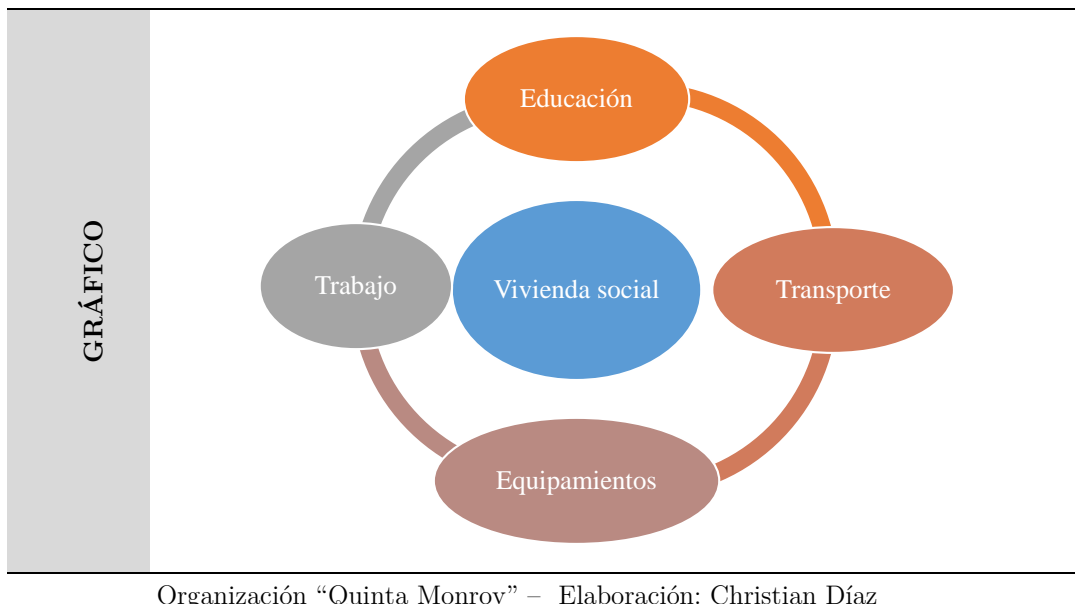 GRÁFICO
Educación
Trabajo
Vivienda social
Transporte
Equipamientos
Organización “Quinta Monroy” – Elaboración: Christian Díaz